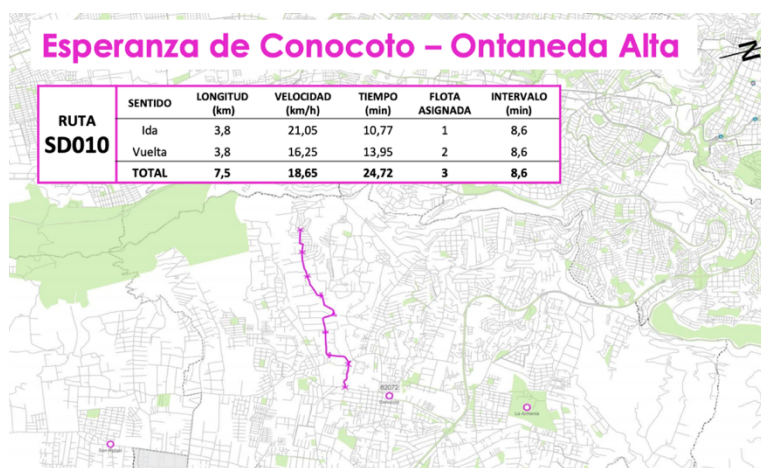 Esperanza de Conocoto – Ontaneda Alta
RUTA SD010
SENTIDO LONGITUD (km) VELOCIDAD (km/h) TIEMPO (min) FLOTA ASIGNADA INTERVALO (min)
Ida 3,8 21,05 10,77 1 8,6
Vuelta 3,8 16,25 13,95 2 8,6
TOTAL 7,5 18,65 24,72 3 8,6
Z
La Armenia